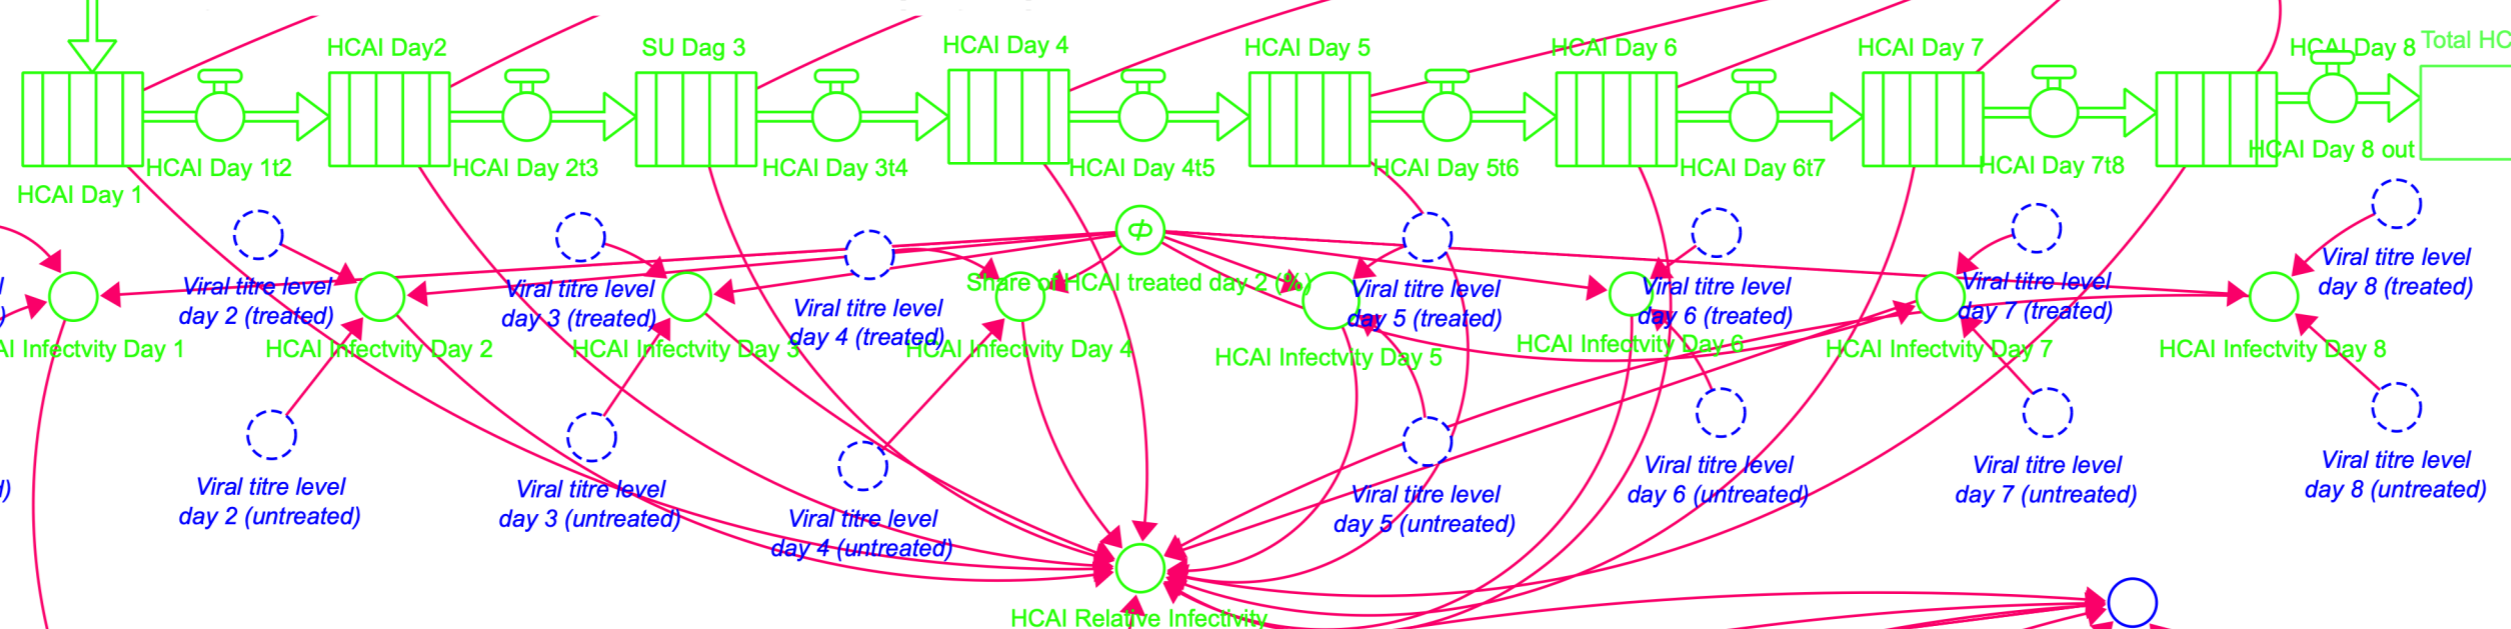 HCAI Day2
SU Dag 3
HCAI Day 4
HCAI Day 5
HCAI Day 6
HCAI Day 7
HCAI Day 8
Total HC
HCAI Day 1
HCAI Day 1t2
HCAI Day 2t3
HCAI Day 3t4
HCAI Day 4t5
HCAI Day 5t6
HCAI Day 6t7
HCAI Day 7t8
HCAI Day 8 out
Share of HCAI treated day 2 (%)
Viral titre level
day 2 (treated)
Viral titre level
day 3 (treated)
Viral titre level
day 4 (treated)
Viral titre level
day 5 (treated)
Viral titre level
day 6 (treated)
Viral titre level
day 7 (treated)
Viral titre level
day 8 (treated)
AI Infectvity Day 1
HCAI Infectvity Day 2
HCAI Infectvity Day 3
HCAI Infectvity Day 4
HCAI Infectvity Day 5
HCAI Infectvity Day 6
HCAI Infectvity Day 7
HCAI Infectvity Day 8
Viral titre level
day 2 (untreated)
Viral titre level
day 3 (untreated)
Viral titre level
day 4 (untreated)
Viral titre level
day 5 (untreated)
Viral titre level
day 6 (untreated)
Viral titre level
day 7 (untreated)
Viral titre level
day 8 (untreated)
HCAI Relative Infectivity